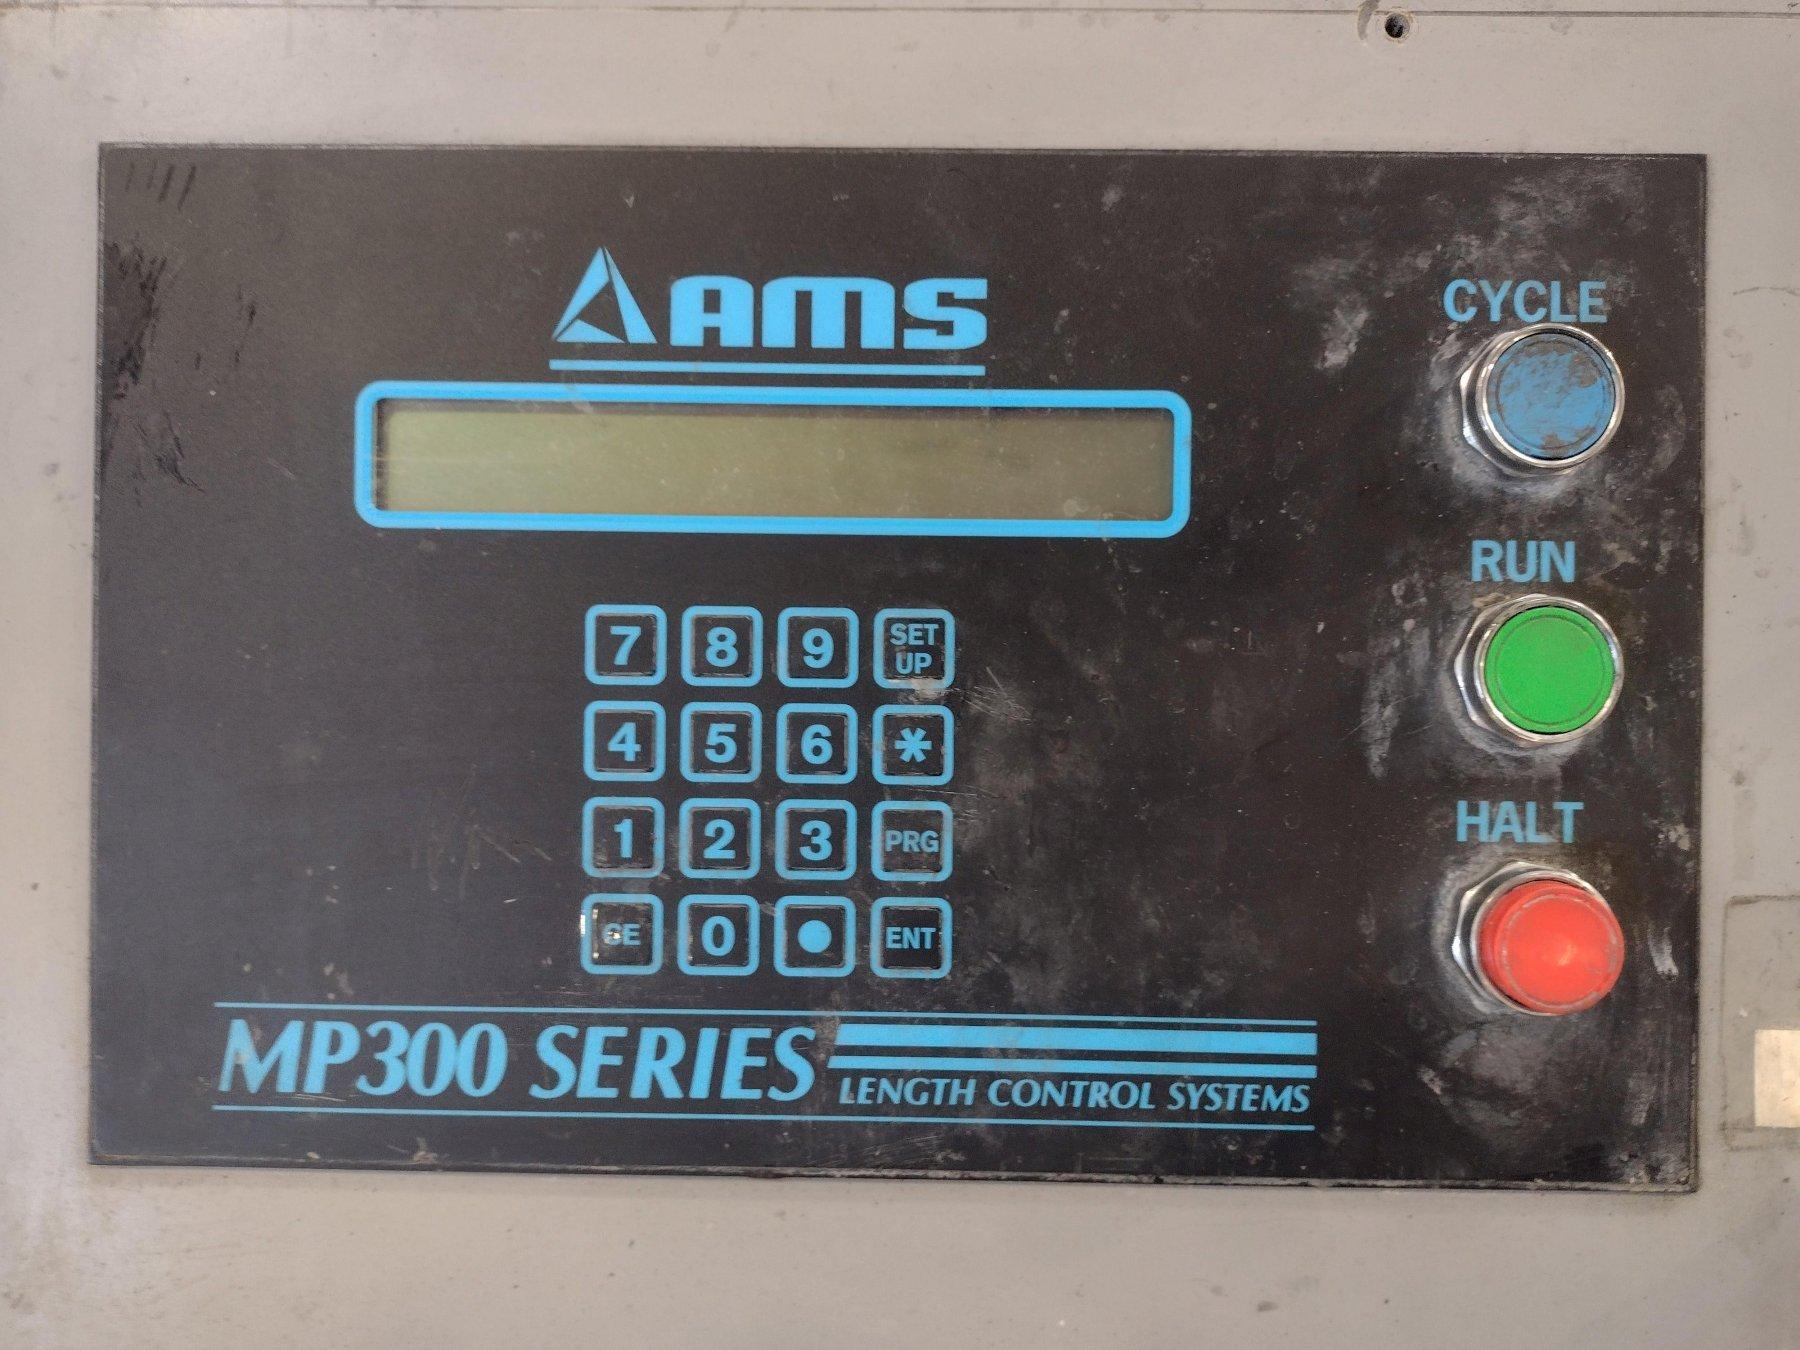 AMS
CYCLE
RUN
HALT
7 8 9 SET UP
4 5 6 *
1 2 3 PRG
CE 0 ● ENT
MP300 SERIES
LENGTH CONTROL SYSTEMS